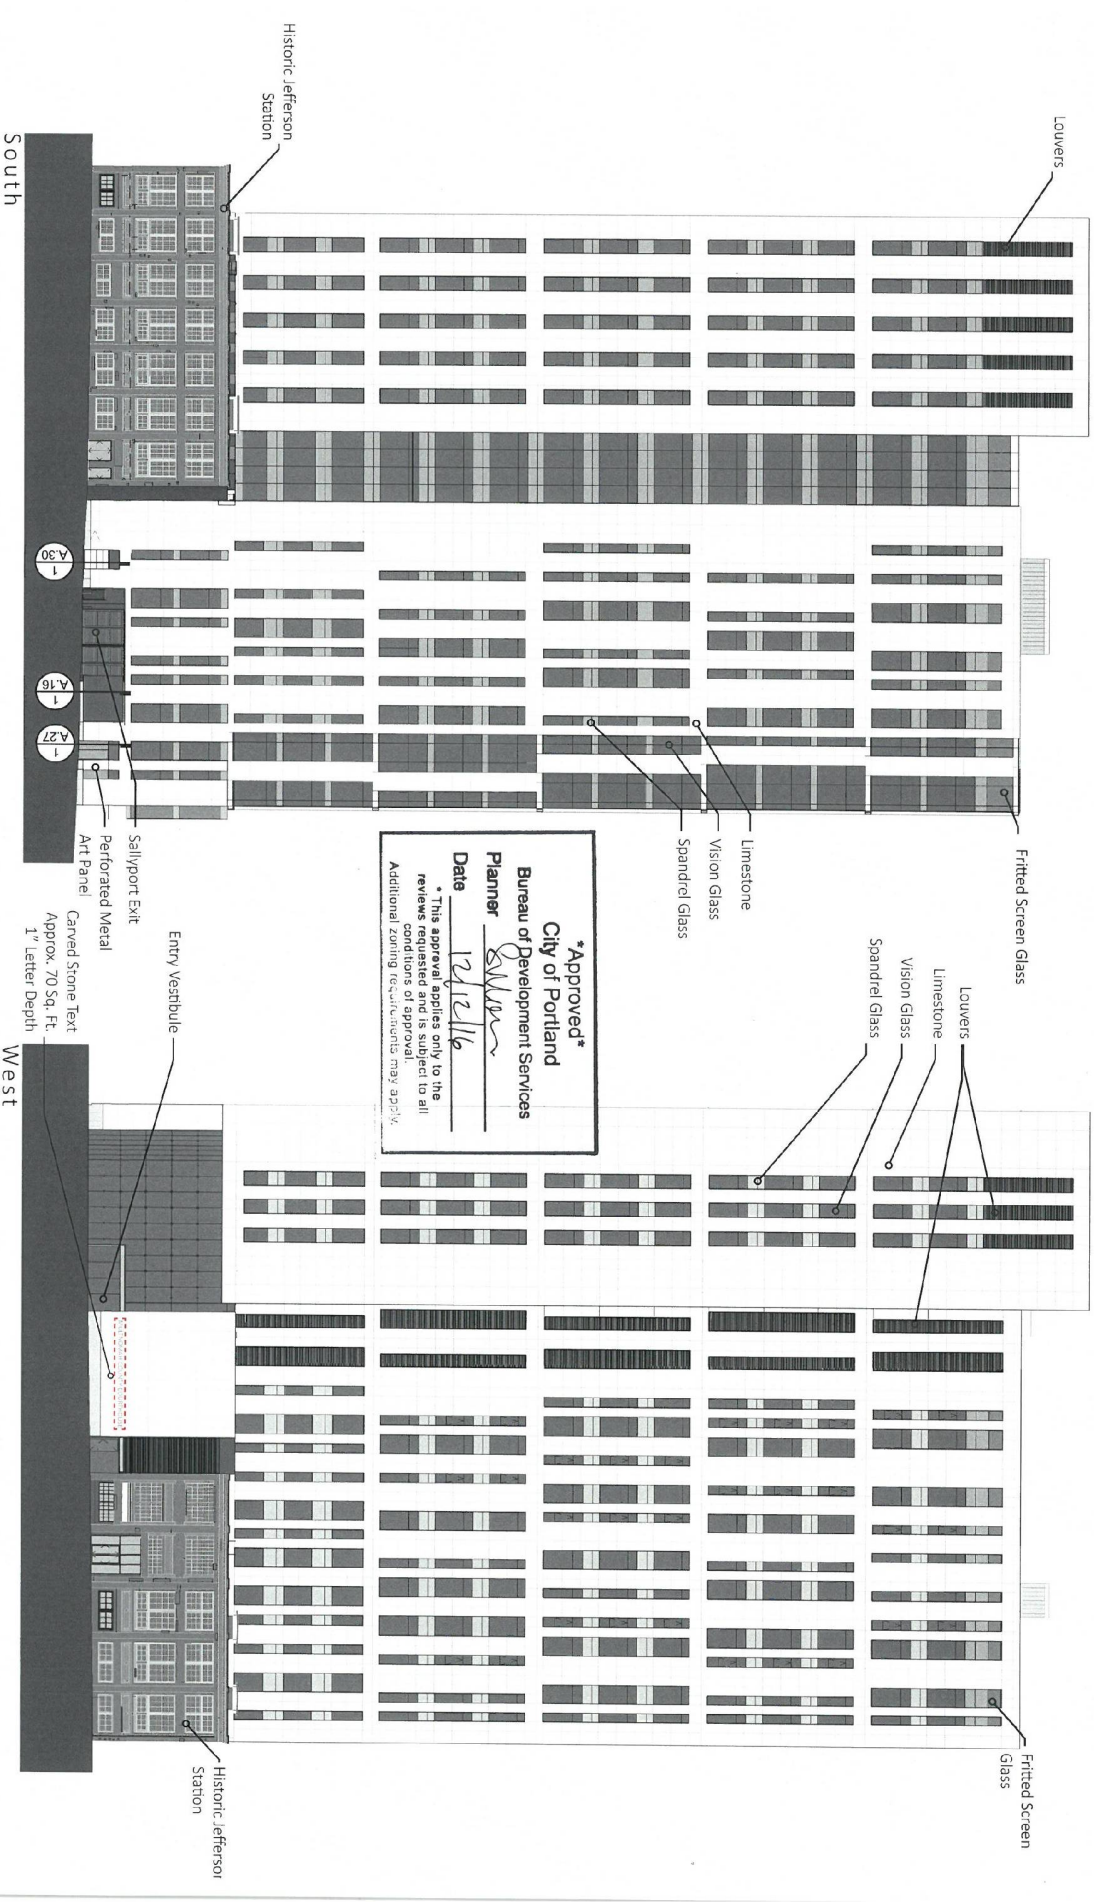 Louvers
Historic Jefferson
Station
South
A.30
1
A.16
1
A.27
1
Fritted Screen Glass
Limestone
Vision Glass
Spandrel Glass
Sallyport Exit
Perforated Metal
Art Panel
*Approved*
City of Portland
Bureau of Development Services
Planner
Date 12/12/16
* This approval applies only to the
reviews requested and is subject to all
conditions of approval.
Additional zoning requirements may apply.
Louvers
Limestone
Vision Glass
Spandrel Glass
Entry Vestibule
Carved Stone Text
Approx. 70 Sq. Ft.
1" Letter Depth
West
Fritted Screen
Glass
Historic Jefferson
Station